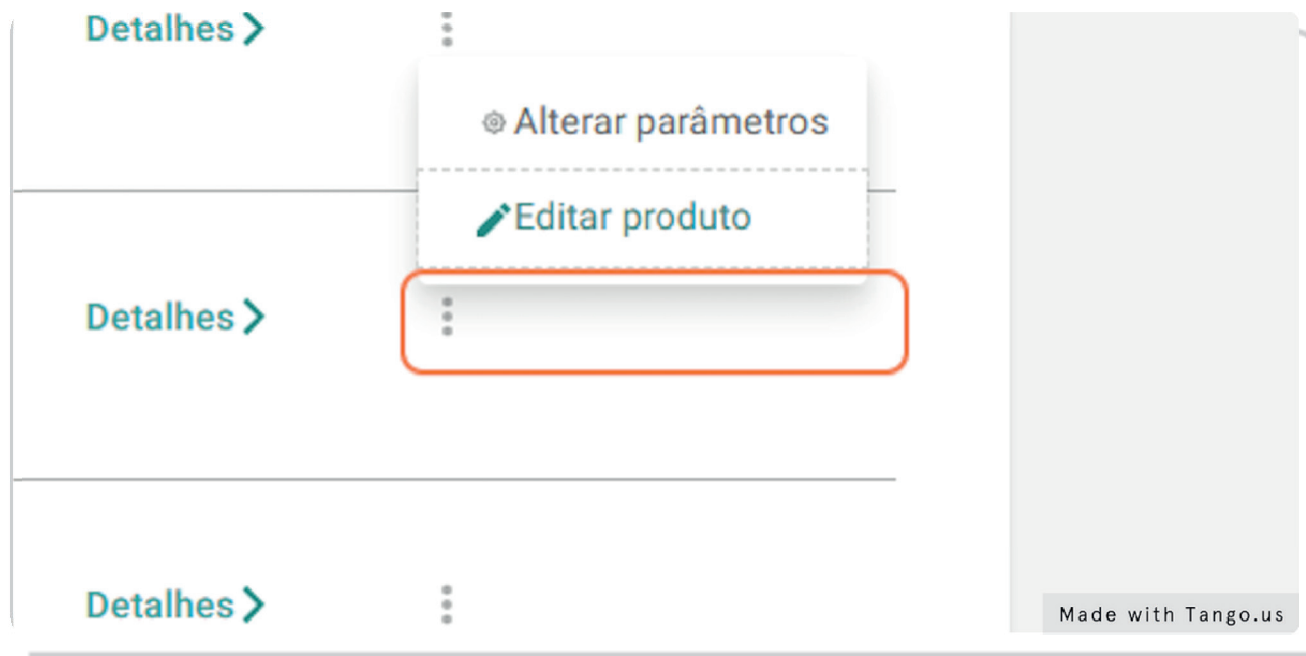 Detalhes
Alterar parâmetros
Editar produto
Detalhes
Detalhes
Made with Tango.us